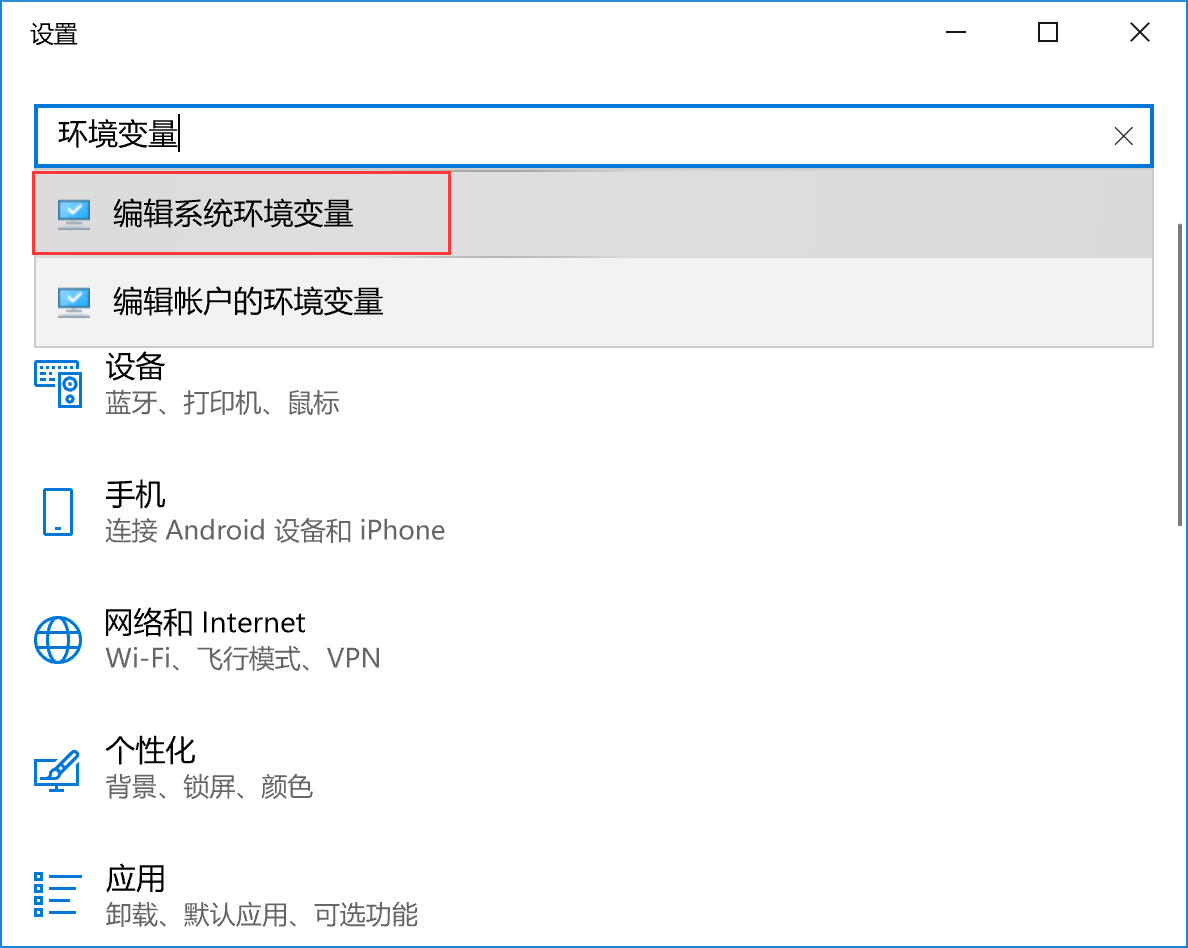 设置
环境变量
编辑系统环境变量
编辑帐户的环境变量
设备
蓝牙、打印机、鼠标
手机
连接 Android 设备和 iPhone
网络和 Internet
Wi-Fi、飞行模式、VPN
个性化
背景、锁屏、颜色
应用
卸载、默认应用、可选功能